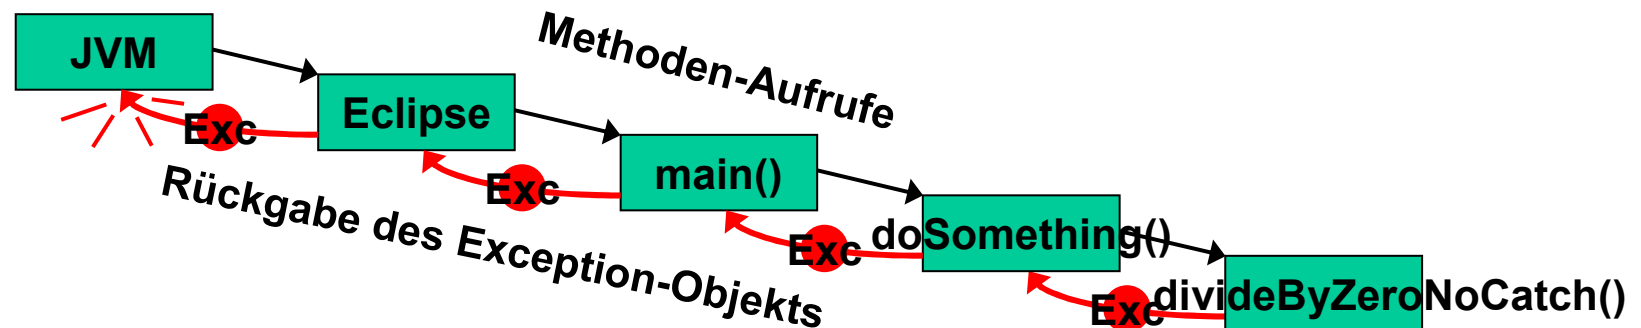 JVM
Methoden-Aufrufe
Eclipse
Exc
main()
Exc
Rückgabe des Exception-Objekts
doSomething()
Exc
divideByZeroNoCatch()
Exc